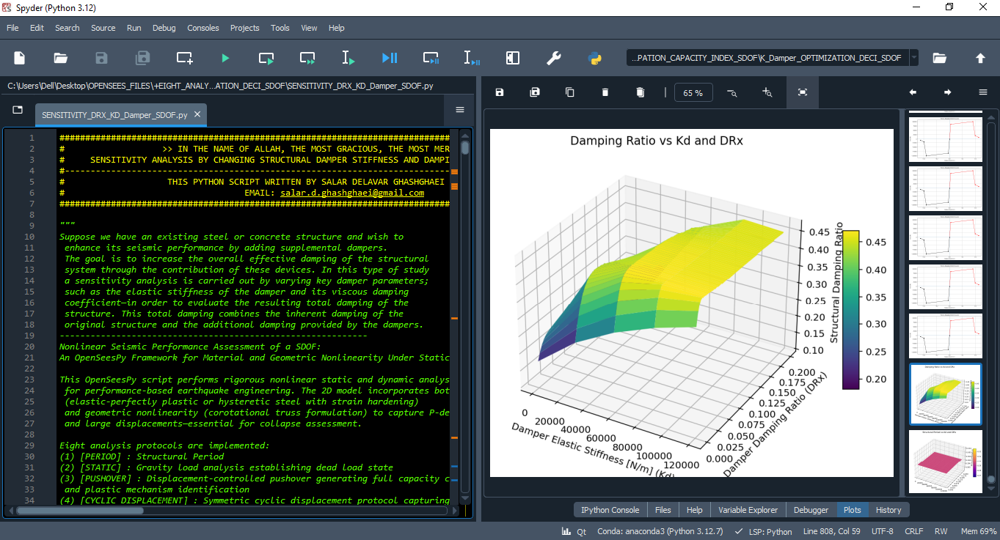 Spyder (Python 3.12)
File Edit Search Source Run Debug Consoles Projects Tools View Help
...PATION_CAPACITY_INDEX_SDOF\K_Damper_OPTIMIZATION_DECI_SDOF
C:\Users\Dell\Desktop\OPENSEES_FILES\+EIGHT_ANALY...ATION_DECI_SDOF\SENSITIVITY_DRX_KD_Damper_SDOF.py
SENSITIVITY_DRX_KD_Damper_SDOF.py
1 ###########################################################################
2 # >> IN THE NAME OF ALLAH, THE MOST GRACIOUS, THE MOST MER
3 # SENSITIVITY ANALYSIS BY CHANGING STRUCTURAL DAMPER STIFFNESS AND DAMPI
4 #--------------------------------------------------------------------------
5 # THIS PYTHON SCRIPT WRITTEN BY SALAR DELAVAR GHASHGHAEI
6 # EMAIL: salar.d.ghashghaei@gmail.com
7 ###########################################################################
8
9 """
10 Suppose we have an existing steel or concrete structure and wish to
11 enhance its seismic performance by adding supplemental dampers.
12 The goal is to increase the overall effective damping of the structural
13 system through the contribution of these devices. In this type of study
14 a sensitivity analysis is carried out by varying key damper parameters;
15 such as the elastic stiffness of the damper and its viscous damping
16 coefficient—in order to evaluate the resulting total damping of the
17 structure. This total damping combines the inherent damping of the
18 original structure and the additional damping provided by the dampers.
19 -----------------------------------------------------------
20 Nonlinear Seismic Performance Assessment of a SDOF:
21 An OpenSeesPy Framework for Material and Geometric Nonlinearity Under Static
22
23 This OpenSeesPy script performs rigorous nonlinear static and dynamic analys
24 for performance-based earthquake engineering. The 2D model incorporates bot
25 (elastic-perfectly plastic or hysteretic steel with strain hardening)
26 and geometric nonlinearity (corotational truss formulation) to capture P-de
27 and large displacements—essential for collapse assessment.
28
29 Eight analysis protocols are implemented:
30 (1) [PERIOD] : Structural Period
31 (2) [STATIC] : Gravity load analysis establishing dead load state
32 (3) [PUSHOVER] : Displacement-controlled pushover generating full capacity c
33 and plastic mechanism identification
34 (4) [CYCLIC DISPLACEMENT] : Symmetric cyclic displacement protocol capturing
65 %
Damping Ratio vs Kd and DRx
0.45
0.40
0.35
0.30
0.25
0.20
0.15
0.10
Structural Damping Ratio
0.45
0.40
0.35
0.30
0.25
0.20
0.200
0.175
0.150
0.125
0.100
0.075
0.050
0.025
0.000
Damper Damping Ratio (DRx)
0
20000
40000
60000
80000
100000
120000
Damper Elastic Stiffness [N/m] (Kd)
Damping Ratio vs Kd and DRx
IPython Console Files Help Variable Explorer Debugger Plots History
Qt Conda: anaconda3 (Python 3.12.7) LSP: Python Line 808, Col 59 UTF-8 CRLF RW Mem 69%